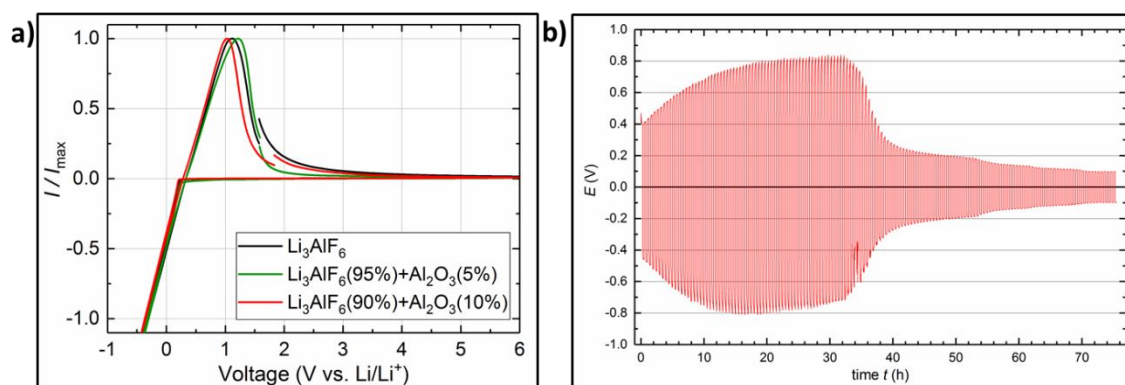 a)
I / Imax
1.0
0.5
0.0
-0.5
-1.0
Li₃AlF₆
Li₃AlF₆(95%)+Al₂O₃(5%)
Li₃AlF₆(90%)+Al₂O₃(10%)
-1 0 1 2 3 4 5 6
Voltage (V vs. Li/Li⁺)
b)
E (V)
1.0
0.8
0.6
0.4
0.2
0.0
-0.2
-0.4
-0.6
-0.8
-1.0
0 10 20 30 40 50 60 70
time t (h)